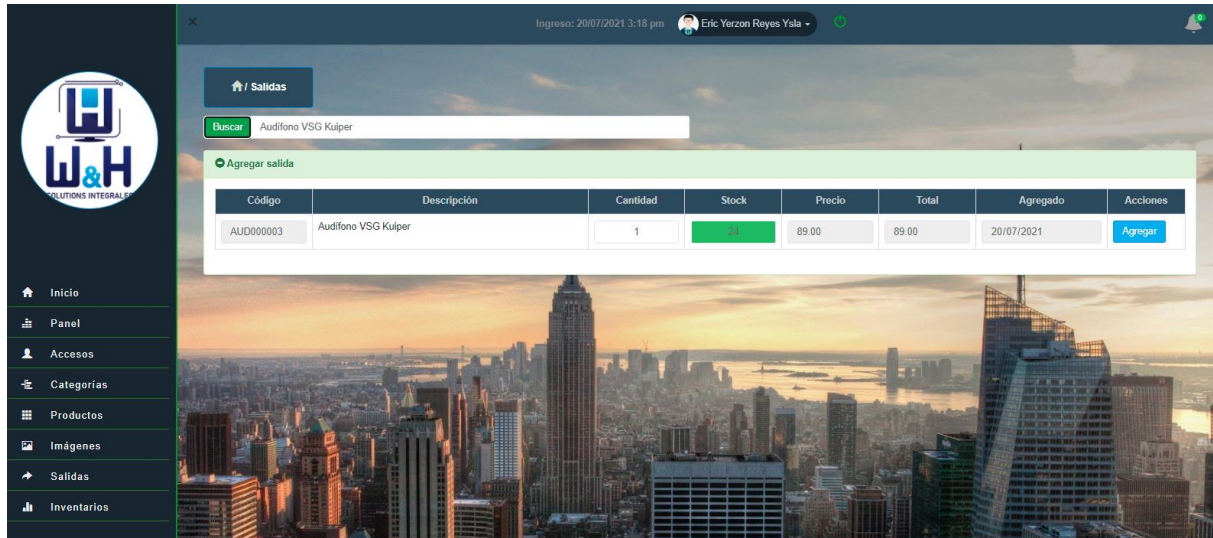 ×
Ingreso: 20/07/2021 3:18 pm
Eric Yerzon Reyes Ysla
0
W&H
SOLUTIONS INTEGRALES
/ Salidas
Buscar Audífono VSG Kuiper
Agregar salida
Código Descripción Cantidad Stock Precio Total Agregado Acciones
AUD000003 Audífono VSG Kuiper 1 24 89.00 89.00 20/07/2021 Agregar
Inicio
Panel
Accesos
Categorías
Productos
Imágenes
Salidas
Inventarios